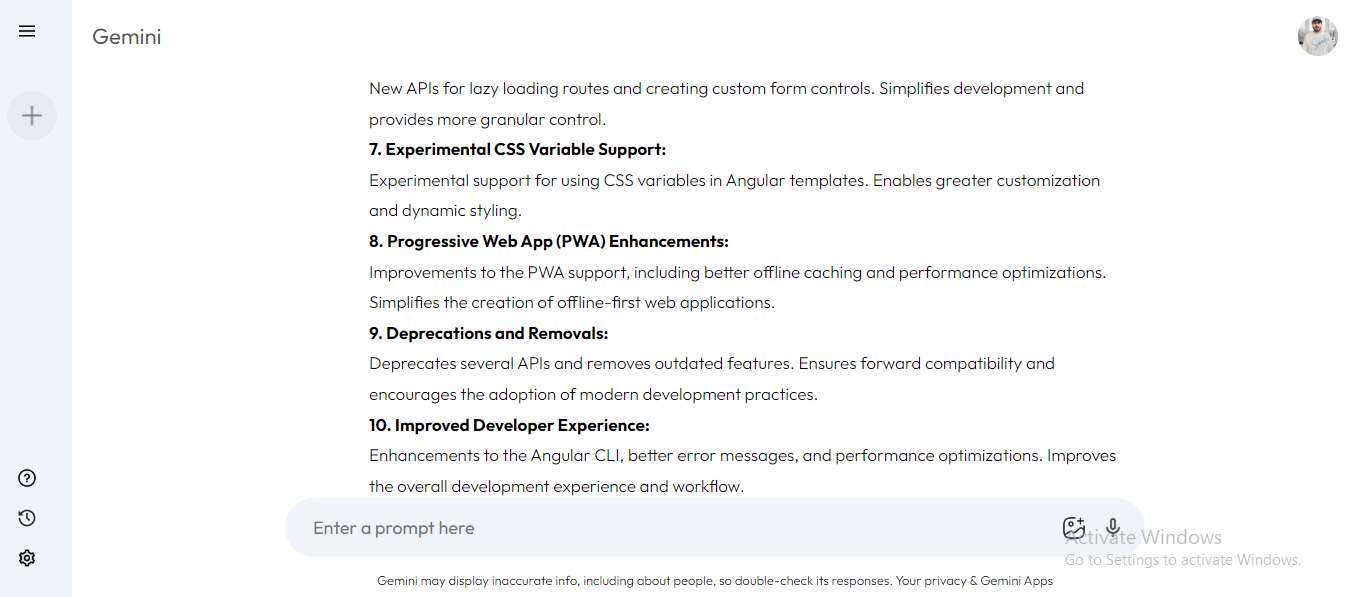 Gemini
New APIs for lazy loading routes and creating custom form controls. Simplifies development and
provides more granular control.
7. Experimental CSS Variable Support:
Experimental support for using CSS variables in Angular templates. Enables greater customization
and dynamic styling.
8. Progressive Web App (PWA) Enhancements:
Improvements to the PWA support, including better offline caching and performance optimizations.
Simplifies the creation of offline-first web applications.
9. Deprecations and Removals:
Deprecates several APIs and removes outdated features. Ensures forward compatibility and
encourages the adoption of modern development practices.
10. Improved Developer Experience:
Enhancements to the Angular CLI, better error messages, and performance optimizations. Improves
the overall development experience and workflow.
Enter a prompt here
Activate Windows
Go to Settings to activate Windows.
Gemini may display inaccurate info, including about people, so double-check its responses. Your privacy & Gemini Apps